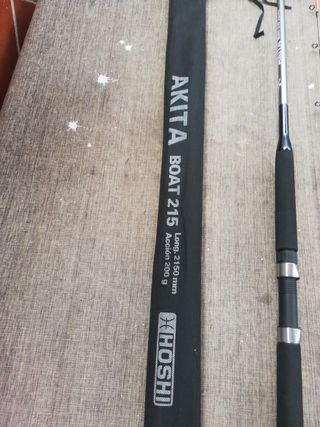 AKITA BOAT 215
Long. 2150 mm
Acción 200 g
HOSHI